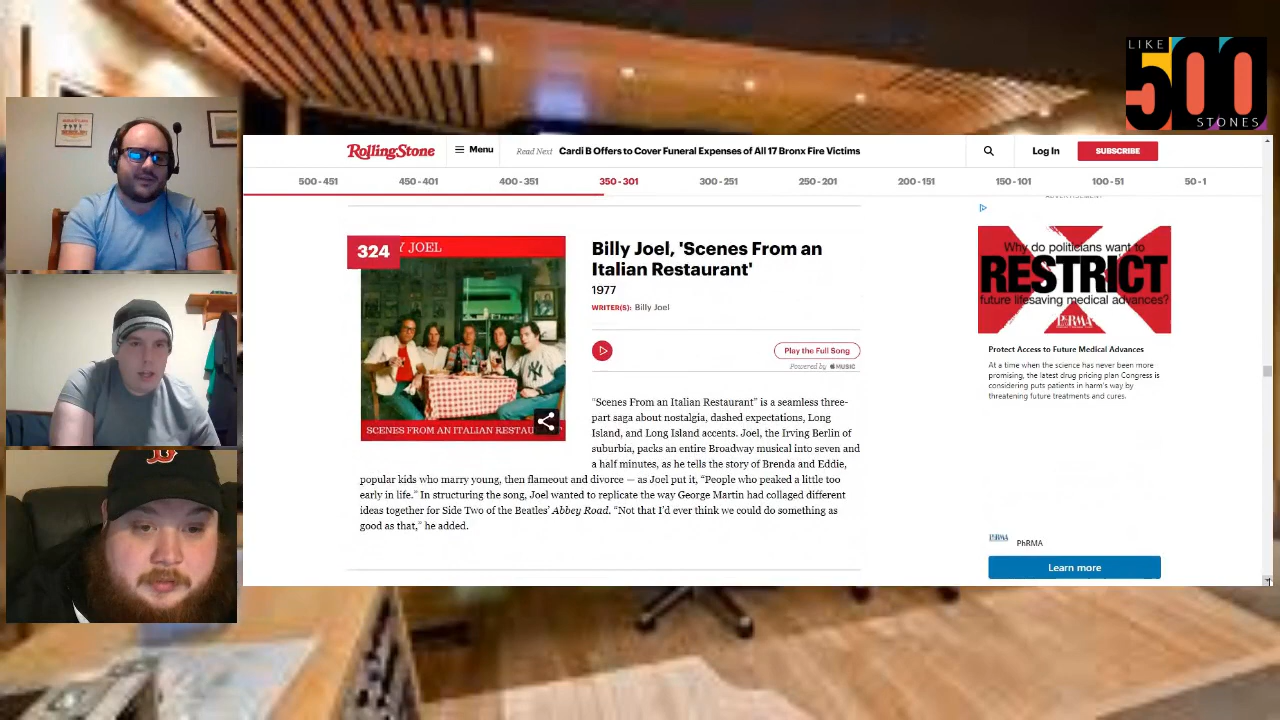 LIKE
500
STONES
RollingStone
Menu
Read Next Cardi B Offers to Cover Funeral Expenses of All 17 Bronx Fire Victims
Log In
SUBSCRIBE
500 - 451 450 - 401 400 - 351 350 - 301 300 - 251 250 - 201 200 - 151 150 - 101 100 - 51 50 - 1
324
Y JOEL
SCENES FROM AN ITALIAN RESTAU
Billy Joel, 'Scenes From an
Italian Restaurant'
1977
WRITER(S): Billy Joel
Play the Full Song
Powered by MUSIC
“Scenes From an Italian Restaurant” is a seamless three-
part saga about nostalgia, dashed expectations, Long
Island, and Long Island accents. Joel, the Irving Berlin of
suburbia, packs an entire Broadway musical into seven and
a half minutes, as he tells the story of Brenda and Eddie,
popular kids who marry young, then flameout and divorce — as Joel put it, “People who peaked a little too
early in life.” In structuring the song, Joel wanted to replicate the way George Martin had collaged different
ideas together for Side Two of the Beatles’ Abbey Road. “Not that I’d ever think we could do something as
good as that,” he added.
ADVERTISEMENT
Why do politicians want to
RESTRICT
future lifesaving medical advances?
PhRMA
Protect Access to Future Medical Advances
At a time when the science has never been more
promising, the latest drug pricing plan Congress is
considering puts patients in harm's way by
threatening future treatments and cures.
PhRMA
PhRMA
Learn more